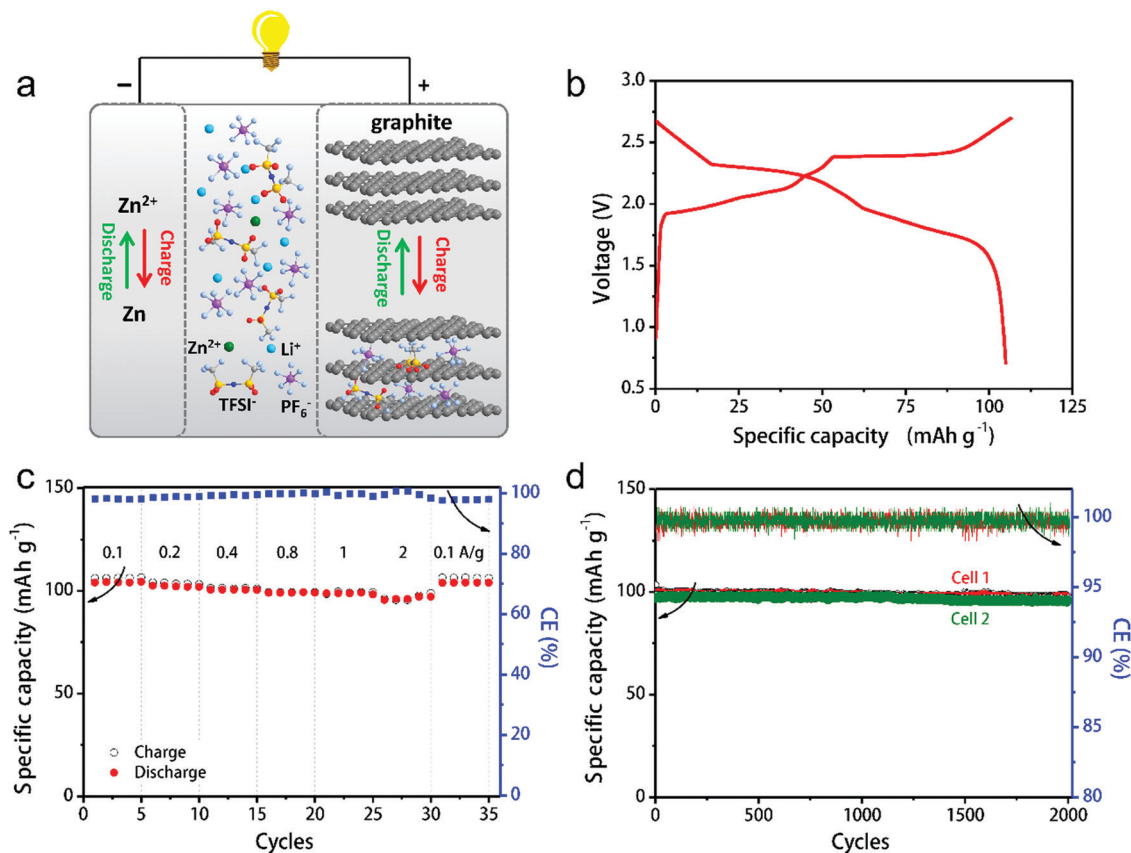 a
−
+
graphite
Zn²⁺
Discharge
Charge
Zn
Discharge
Charge
Zn²⁺
Li⁺
TFSI⁻
PF₆⁻
b
3.0
2.5
2.0
1.5
1.0
0.5
Voltage (V)
0
25
50
75
100
125
Specific capacity (mAh g⁻¹)
c
150
100
50
0
Specific capacity (mAh g⁻¹)
0.1
0.2
0.4
0.8
1
2
0.1 A/g
Charge
Discharge
100
80
60
40
20
0
CE (%)
0
5
10
15
20
25
30
35
Cycles
d
150
100
50
0
Specific capacity (mAh g⁻¹)
Cell 1
Cell 2
100
95
90
85
80
CE (%)
0
500
1000
1500
2000
Cycles